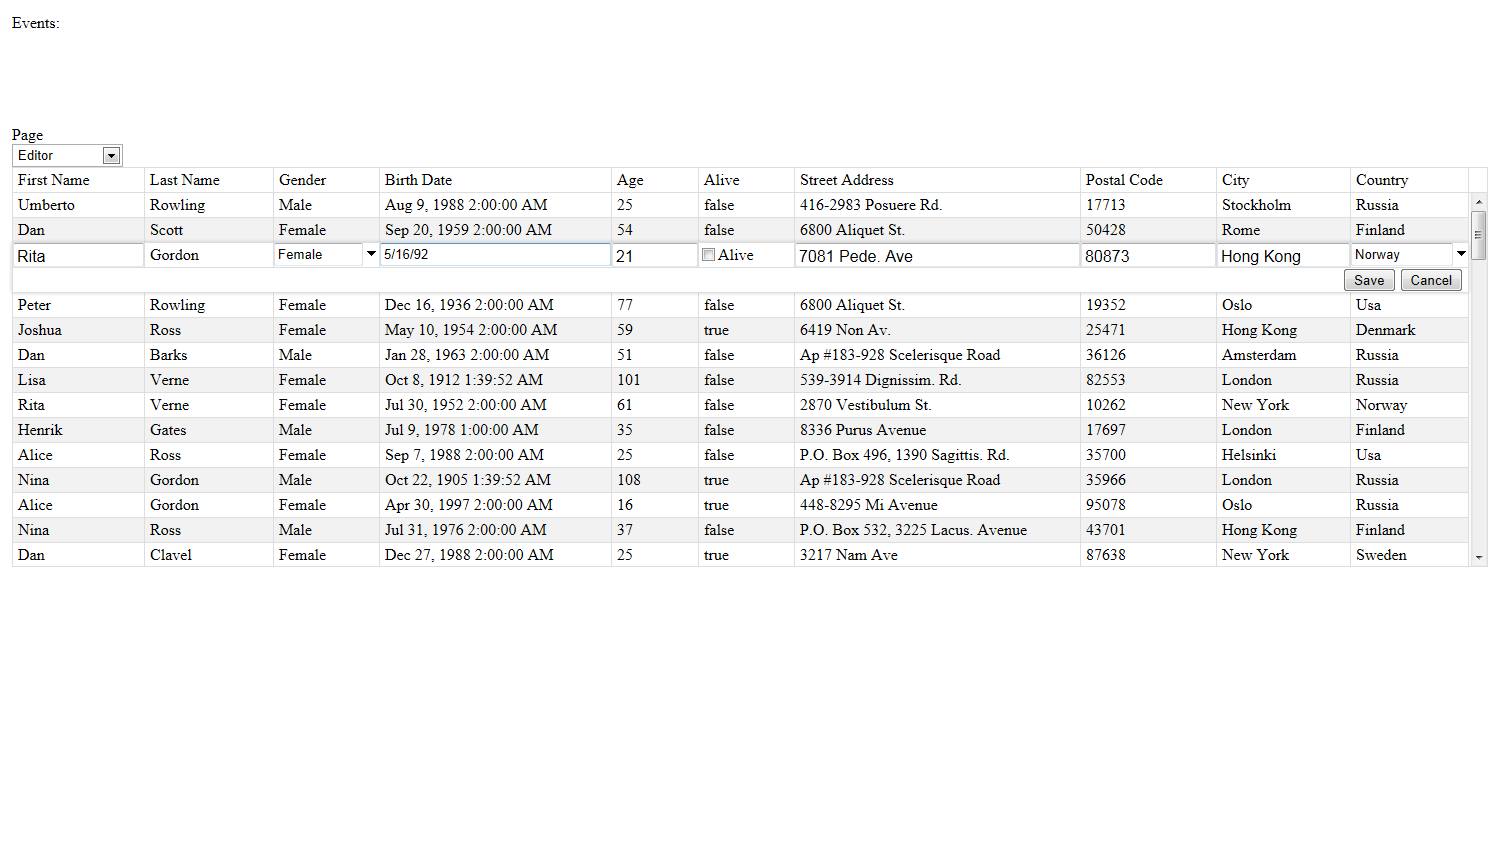 Events:
Page
Editor
First Name Last Name Gender Birth Date Age Alive Street Address Postal Code City Country
Umberto Rowling Male Aug 9, 1988 2:00:00 AM 25 false 416-2983 Posuere Rd. 17713 Stockholm Russia
Dan Scott Female Sep 20, 1959 2:00:00 AM 54 false 6800 Aliquet St. 50428 Rome Finland
Rita Gordon Female 5/16/92 21 Alive 7081 Pede. Ave 80873 Hong Kong Norway
Save Cancel
Peter Rowling Female Dec 16, 1936 2:00:00 AM 77 false 6800 Aliquet St. 19352 Oslo Usa
Joshua Ross Female May 10, 1954 2:00:00 AM 59 true 6419 Non Av. 25471 Hong Kong Denmark
Dan Barks Male Jan 28, 1963 2:00:00 AM 51 false Ap #183-928 Scelerisque Road 36126 Amsterdam Russia
Lisa Verne Female Oct 8, 1912 1:39:52 AM 101 false 539-3914 Dignissim. Rd. 82553 London Russia
Rita Verne Female Jul 30, 1952 2:00:00 AM 61 false 2870 Vestibulum St. 10262 New York Norway
Henrik Gates Male Jul 9, 1978 1:00:00 AM 35 false 8336 Purus Avenue 17697 London Finland
Alice Ross Female Sep 7, 1988 2:00:00 AM 25 false P.O. Box 496, 1390 Sagittis. Rd. 35700 Helsinki Usa
Nina Gordon Male Oct 22, 1905 1:39:52 AM 108 true Ap #183-928 Scelerisque Road 35966 London Russia
Alice Gordon Female Apr 30, 1997 2:00:00 AM 16 true 448-8295 Mi Avenue 95078 Oslo Russia
Nina Ross Male Jul 31, 1976 2:00:00 AM 37 false P.O. Box 532, 3225 Lacus. Avenue 43701 Hong Kong Finland
Dan Clavel Female Dec 27, 1988 2:00:00 AM 25 true 3217 Nam Ave 87638 New York Sweden